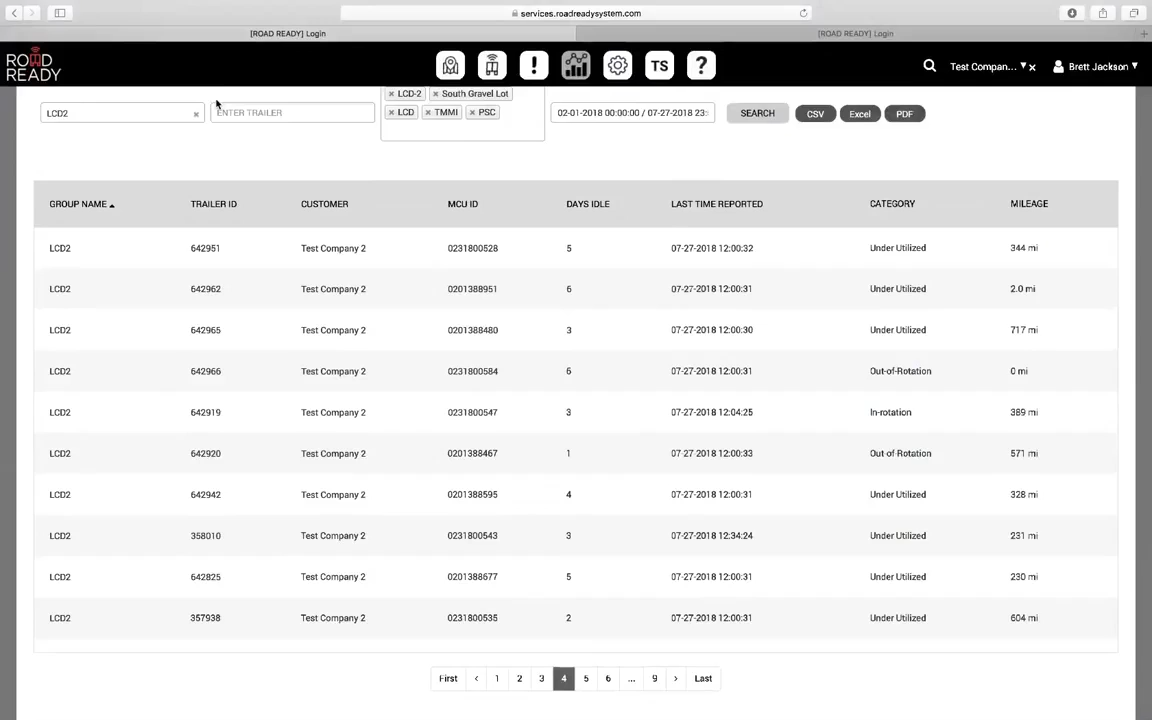 services.roadreadysystem.com
[ROAD READY] Login
[ROAD READY] Login
ROAD READY
! TS ?
Test Compan... × Brett Jackson
× LCD-2 × South Gravel Lot
× LCD × TMMI × PSC
LCD2 × ENTER TRAILER 02-01-2018 00:00:00 / 07-27-2018 23: SEARCH CSV Excel PDF
GROUP NAME TRAILER ID CUSTOMER MCU ID DAYS IDLE LAST TIME REPORTED CATEGORY MILEAGE
LCD2 642951 Test Company 2 0231800528 5 07-27-2018 12:00:32 Under Utilized 344 mi
LCD2 642962 Test Company 2 0201388951 6 07-27-2018 12:00:31 Under Utilized 2.0 mi
LCD2 642965 Test Company 2 0201388480 3 07-27-2018 12:00:30 Under Utilized 717 mi
LCD2 642966 Test Company 2 0231800584 6 07-27-2018 12:00:31 Out-of-Rotation 0 mi
LCD2 642919 Test Company 2 0231800547 3 07-27-2018 12:04:25 In-rotation 389 mi
LCD2 642920 Test Company 2 0201388467 1 07-27-2018 12:00:33 Out-of-Rotation 571 mi
LCD2 642942 Test Company 2 0201388595 4 07-27-2018 12:00:31 Under Utilized 328 mi
LCD2 358010 Test Company 2 0231800543 3 07-27-2018 12:34:24 Under Utilized 231 mi
LCD2 642825 Test Company 2 0201388677 5 07-27-2018 12:00:31 Under Utilized 230 mi
LCD2 357938 Test Company 2 0231800535 2 07-27-2018 12:00:31 Under Utilized 604 mi
First < 1 2 3 4 5 6 ... 9 > Last